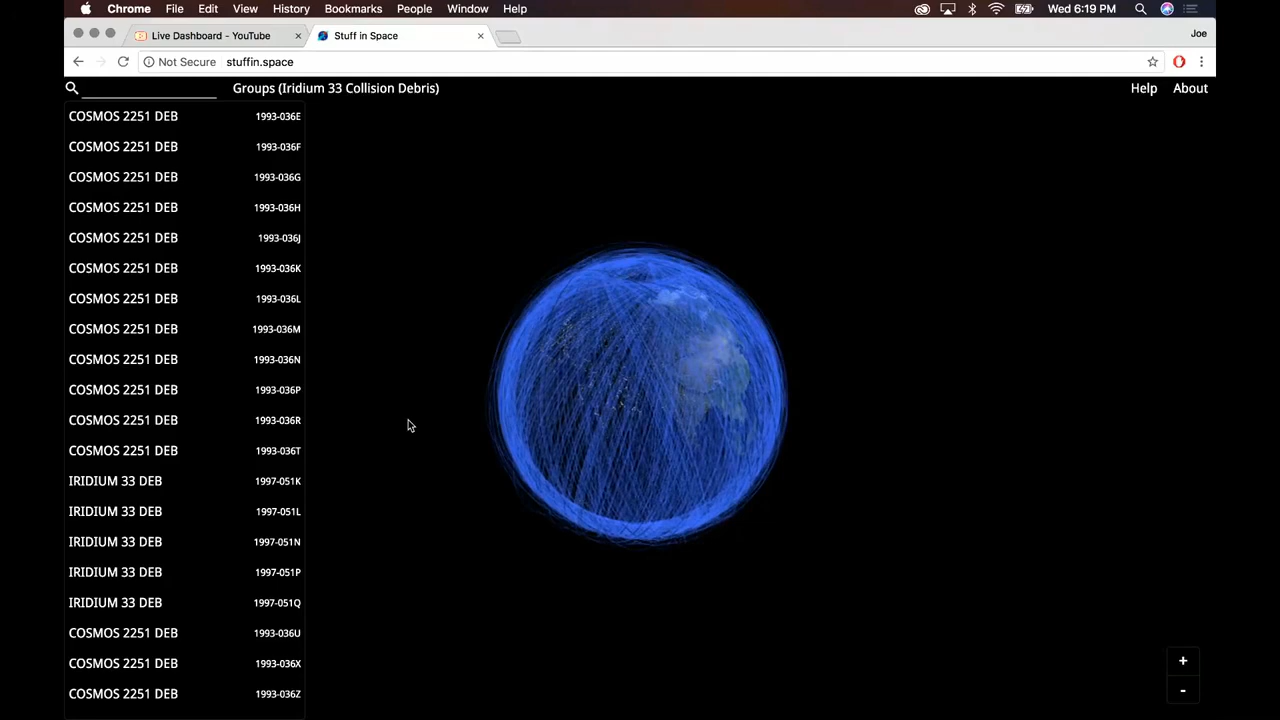 Chrome File Edit View History Bookmarks People Window Help Wed 6:19 PM
Live Dashboard - YouTube Stuff in Space Joe
Not Secure stuffin.space
Groups (Iridium 33 Collision Debris) Help About
COSMOS 2251 DEB 1993-036E
COSMOS 2251 DEB 1993-036F
COSMOS 2251 DEB 1993-036G
COSMOS 2251 DEB 1993-036H
COSMOS 2251 DEB 1993-036J
COSMOS 2251 DEB 1993-036K
COSMOS 2251 DEB 1993-036L
COSMOS 2251 DEB 1993-036M
COSMOS 2251 DEB 1993-036N
COSMOS 2251 DEB 1993-036P
COSMOS 2251 DEB 1993-036R
COSMOS 2251 DEB 1993-036T
IRIDIUM 33 DEB 1997-051K
IRIDIUM 33 DEB 1997-051L
IRIDIUM 33 DEB 1997-051N
IRIDIUM 33 DEB 1997-051P
IRIDIUM 33 DEB 1997-051Q
COSMOS 2251 DEB 1993-036U
COSMOS 2251 DEB 1993-036X
COSMOS 2251 DEB 1993-036Z
+
-